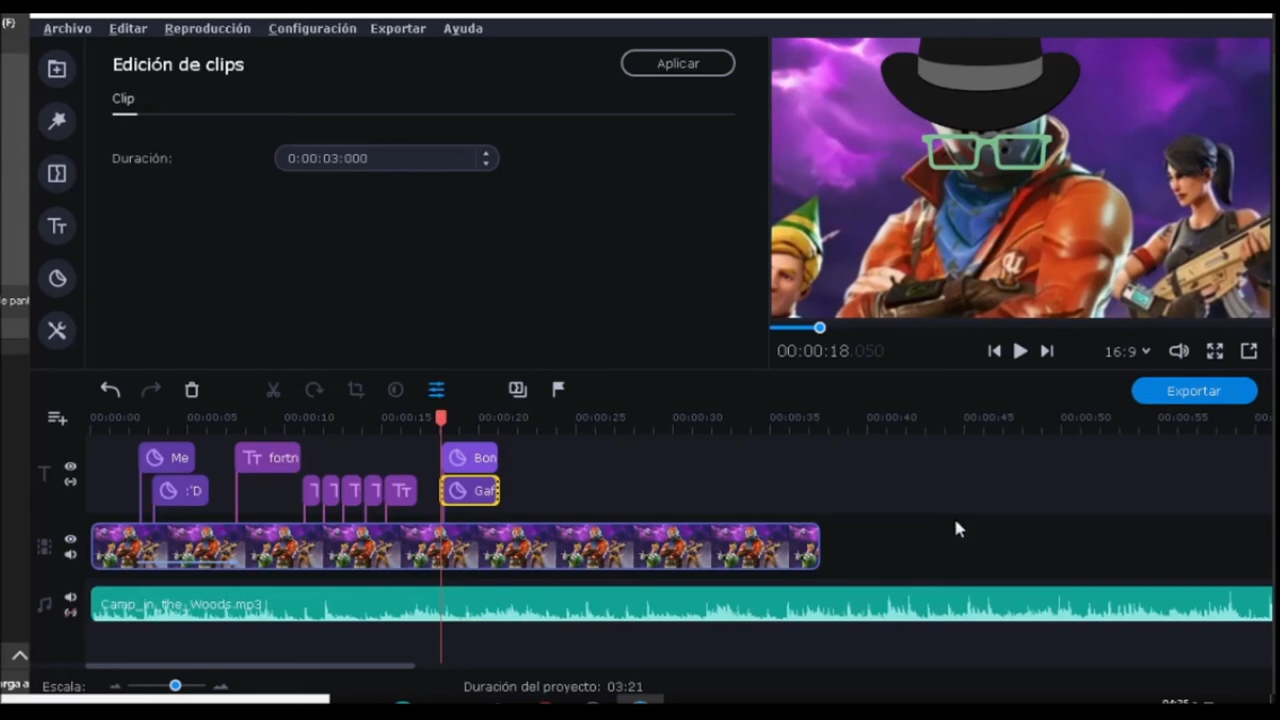 (F)
Archivo Editar Reproducción Configuración Exportar Ayuda
Edición de clips
Aplicar
Clip
Duración: 0:00:03:000
00:00:18.050
16:9
Exportar
00:00:00 00:00:05 00:00:10 00:00:15 00:00:20 00:00:25 00:00:30 00:00:35 00:00:40 00:00:45 00:00:50 00:00:55 00:
Me fortn Bon
:'D Gaf
Camp_in_the_Woods.mp3
Escala: Duración del proyecto: 03:21